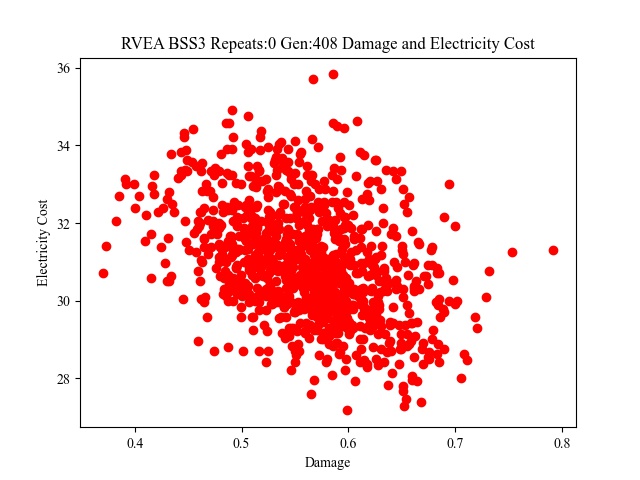 RVEA BSS3 Repeats:0 Gen:408 Damage and Electricity Cost
36
34
32
30
28
Electricity Cost
0.4 0.5 0.6 0.7 0.8
Damage